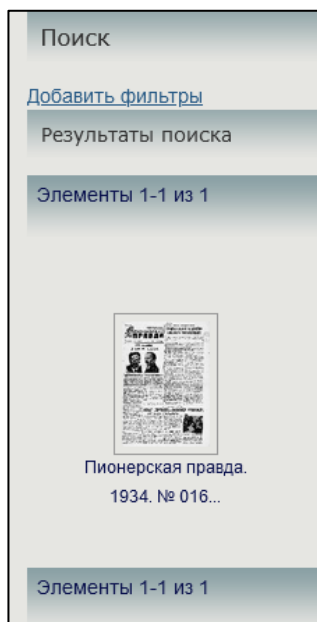 Поиск
Добавить фильтры
Результаты поиска
Элементы 1-1 из 1
ПРАВДА
Пионерская правда.
1934. № 016...
Элементы 1-1 из 1